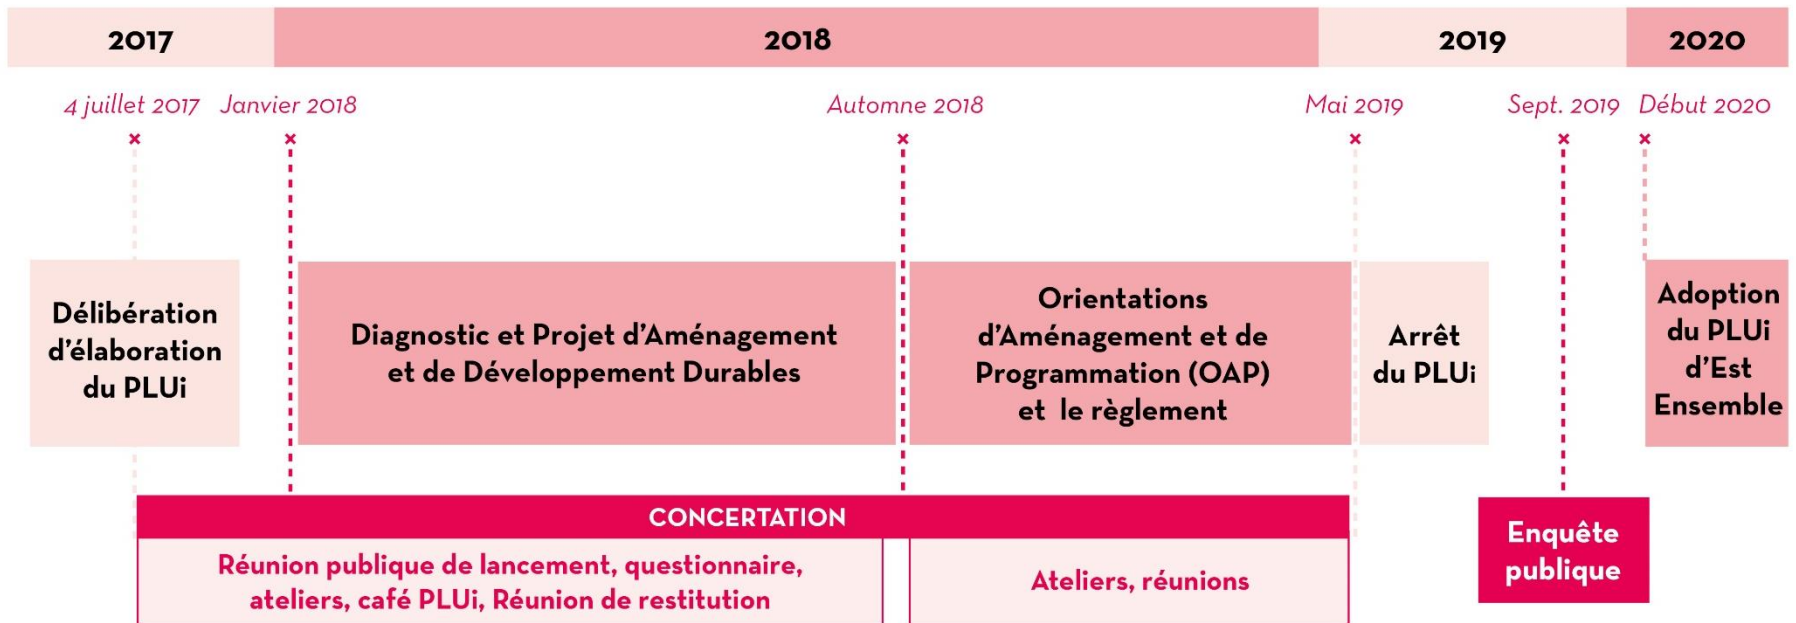 2017 2018 2019 2020
4 juillet 2017 Janvier 2018 Automne 2018 Mai 2019 Sept. 2019 Début 2020
Délibération
d'élaboration
du PLUi
Diagnostic et Projet d'Aménagement
et de Développement Durables
Orientations
d'Aménagement et de
Programmation (OAP)
et le règlement
Arrêt
du PLUi
Adoption
du PLUi
d'Est
Ensemble
CONCERTATION
Réunion publique de lancement, questionnaire,
ateliers, café PLUi, Réunion de restitution
Ateliers, réunions
Enquête
publique